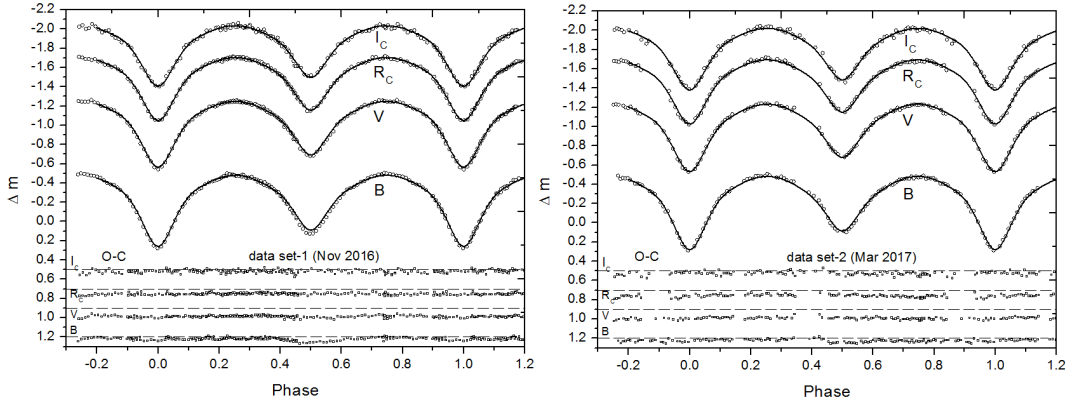 -2.2
-2.0
-1.8
-1.6
-1.4
-1.2
-1.0
-0.8
-0.6
-0.4
-0.2
0.0
0.2
0.4
0.6
0.8
1.0
1.2
Δ m
I_C
R_C
V
B
O-C
data set-1 (Nov 2016)
I_C
R_C
V
B
-0.2 0.0 0.2 0.4 0.6 0.8 1.0 1.2
Phase
-2.2
-2.0
-1.8
-1.6
-1.4
-1.2
-1.0
-0.8
-0.6
-0.4
-0.2
0.0
0.2
0.4
0.6
0.8
1.0
1.2
Δ m
I_C
R_C
V
B
O-C
data set-2 (Mar 2017)
I_C
R_C
V
B
-0.2 0.0 0.2 0.4 0.6 0.8 1.0 1.2
Phase